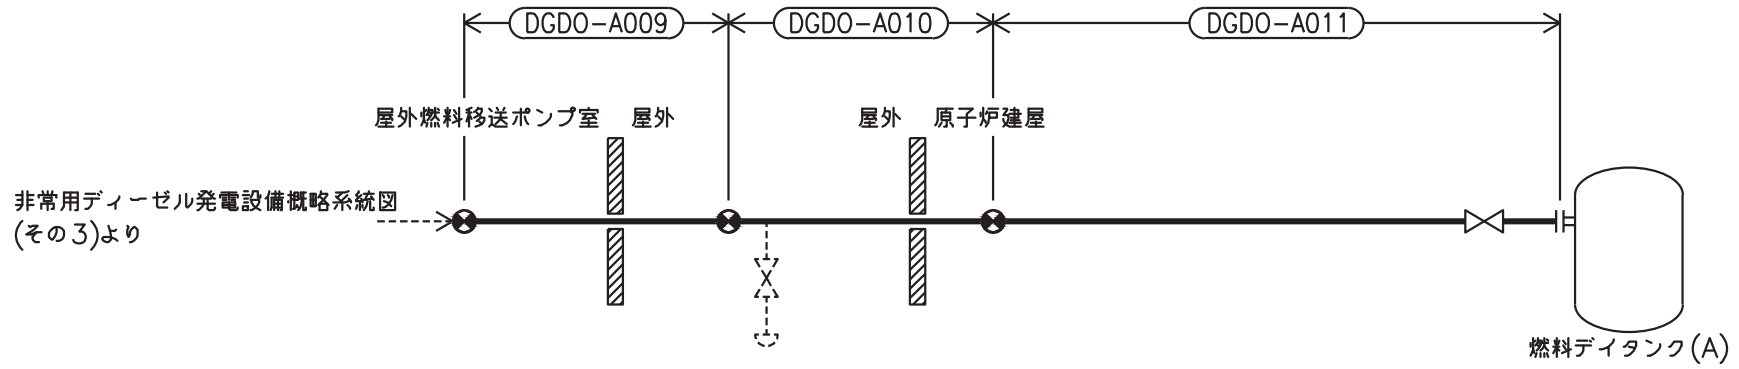 DGDO-A009 DGDO-A010 DGDO-A011
屋外燃料移送ポンプ室 屋外 屋外 原子炉建屋
非常用ディーゼル発電設備概略系統図
(その3)より
燃料デイタンク(A)